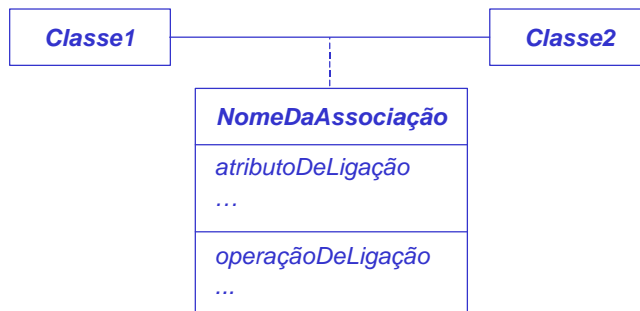 Classe1
Classe2
NomeDaAssociação
atributoDeLigação
…
operaçãoDeLigação
...